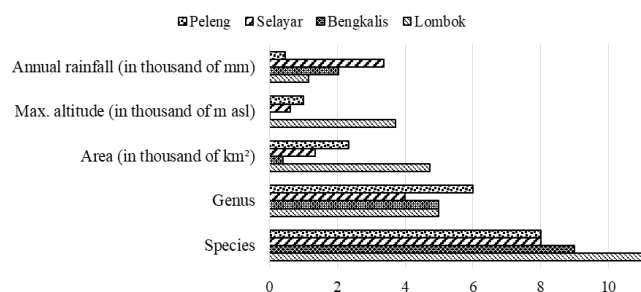 Peleng Selayar Bengkalis Lombok
Annual rainfall (in thousand of mm)
Max. altitude (in thousand of m asl)
Area (in thousand of km²)
Genus
Species
0 2 4 6 8 10